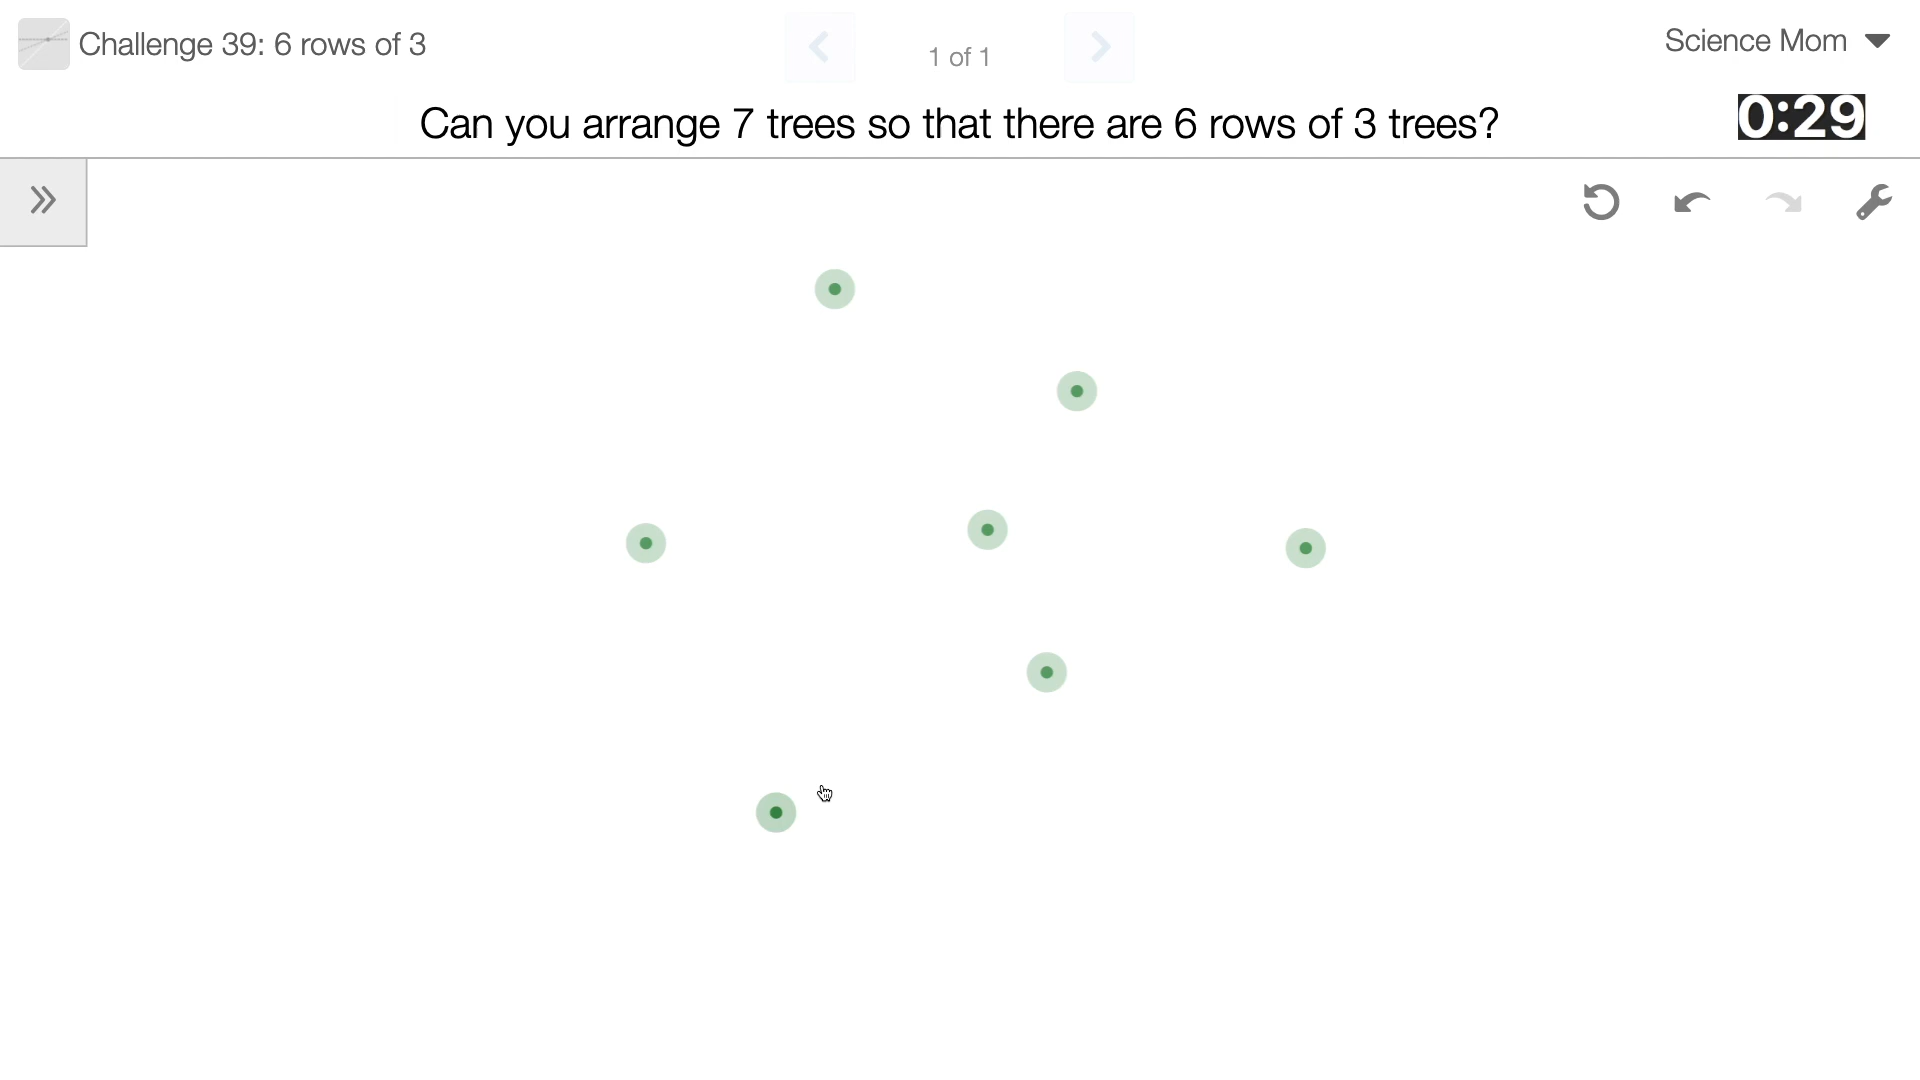 Challenge 39: 6 rows of 3
1 of 1
Science Mom
Can you arrange 7 trees so that there are 6 rows of 3 trees?
0:29